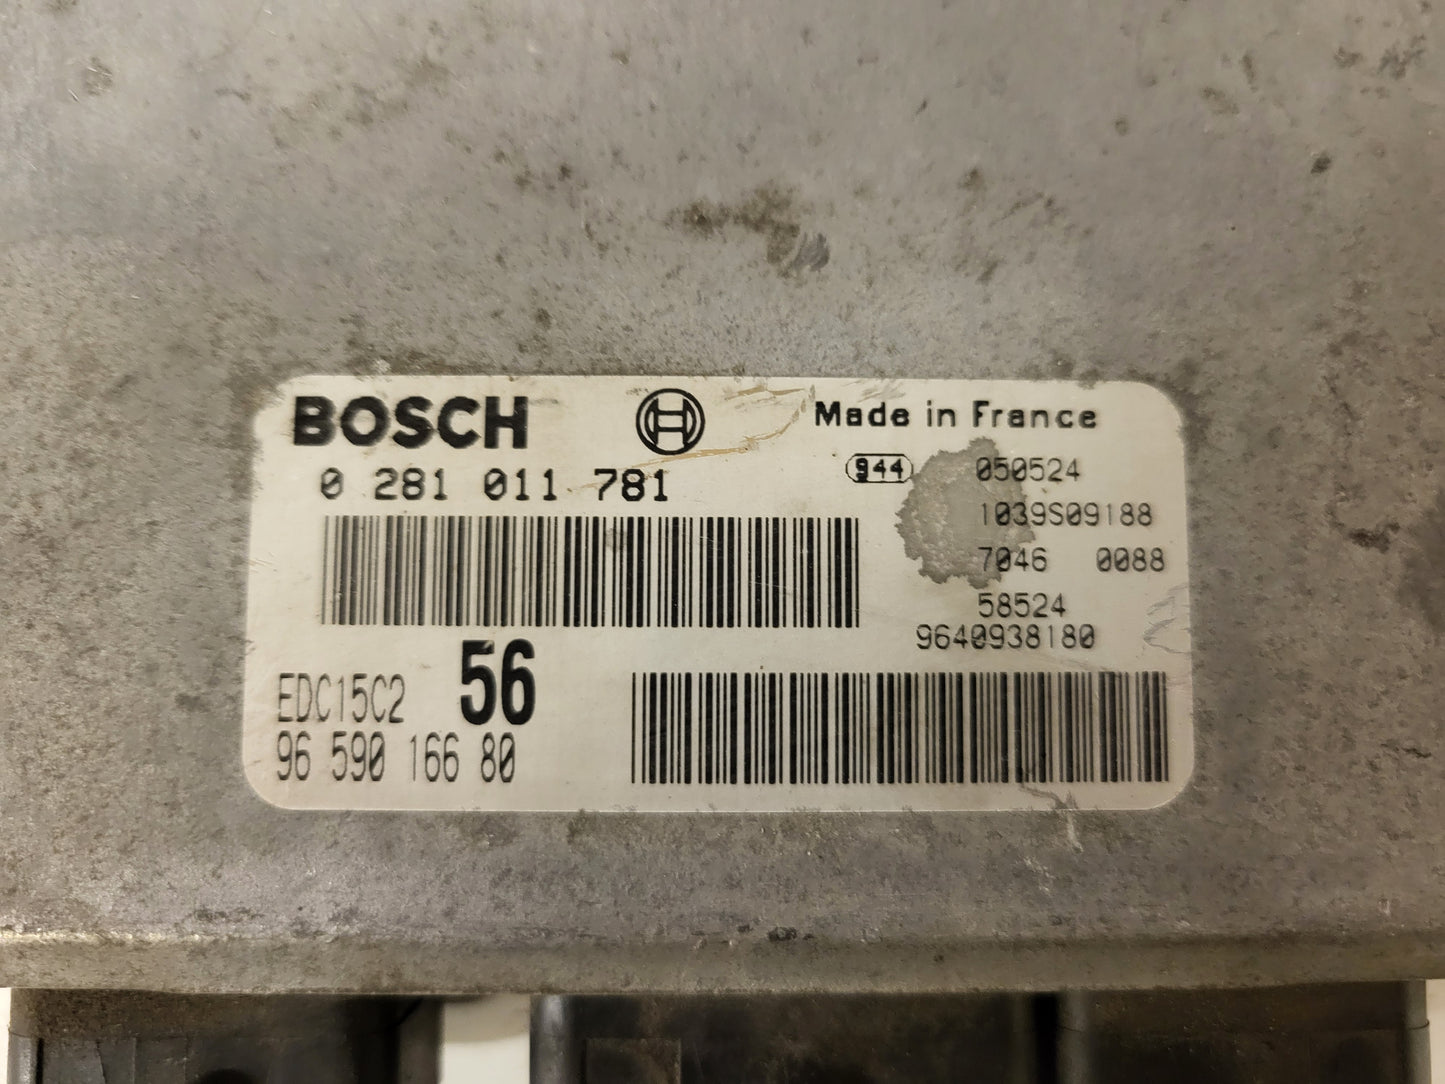 BOSCH
Made in France
0 281 011 781
944 050524
1039S09188
7046 0088
58524
9640938180
EDC15C2 56
96 590 166 80